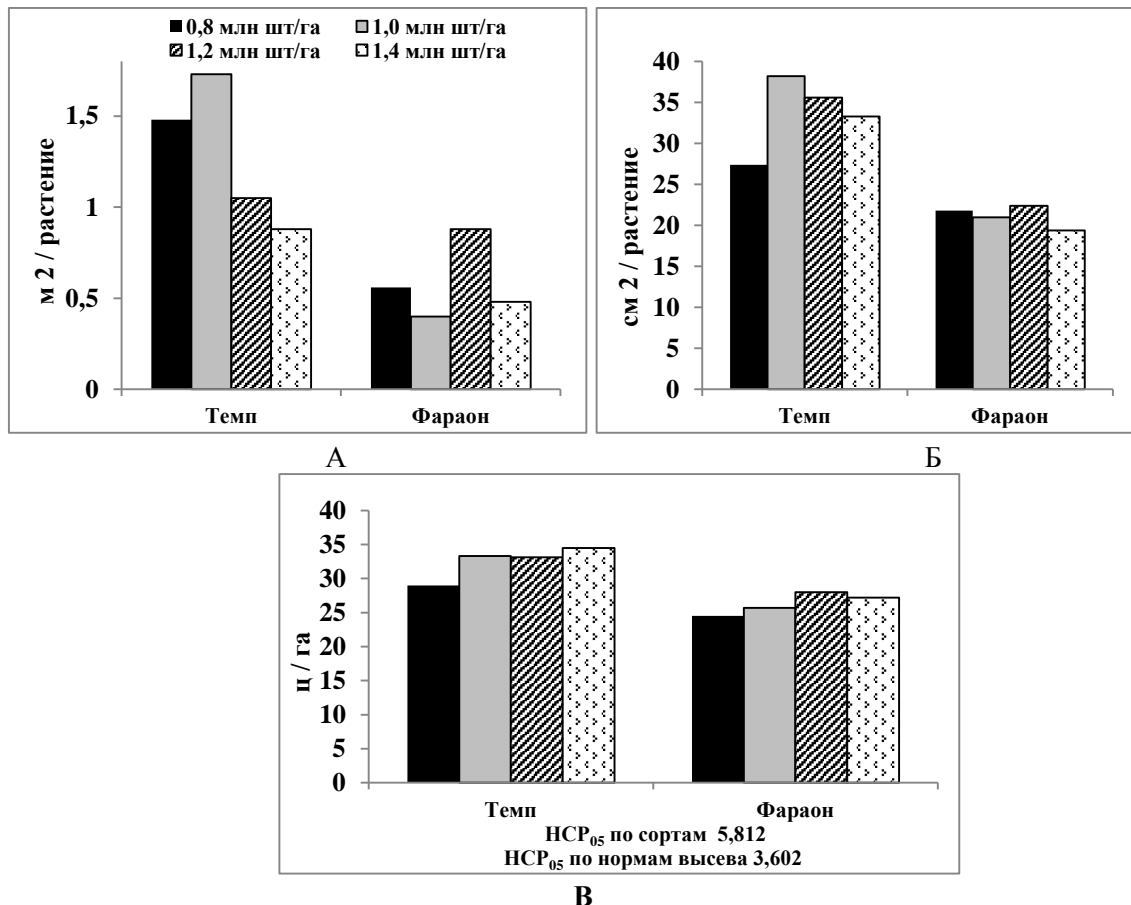 0,8 млн шт/га 1,0 млн шт/га
1,2 млн шт/га 1,4 млн шт/га
м 2 / растение
1,5
1
0,5
0
Темп Фараон
А
см 2 / растение
40
35
30
25
20
15
10
5
0
Темп Фараон
Б
ц / га
40
35
30
25
20
15
10
5
0
Темп Фараон
НСР05 по сортам 5,812
НСР05 по нормам высева 3,602
В